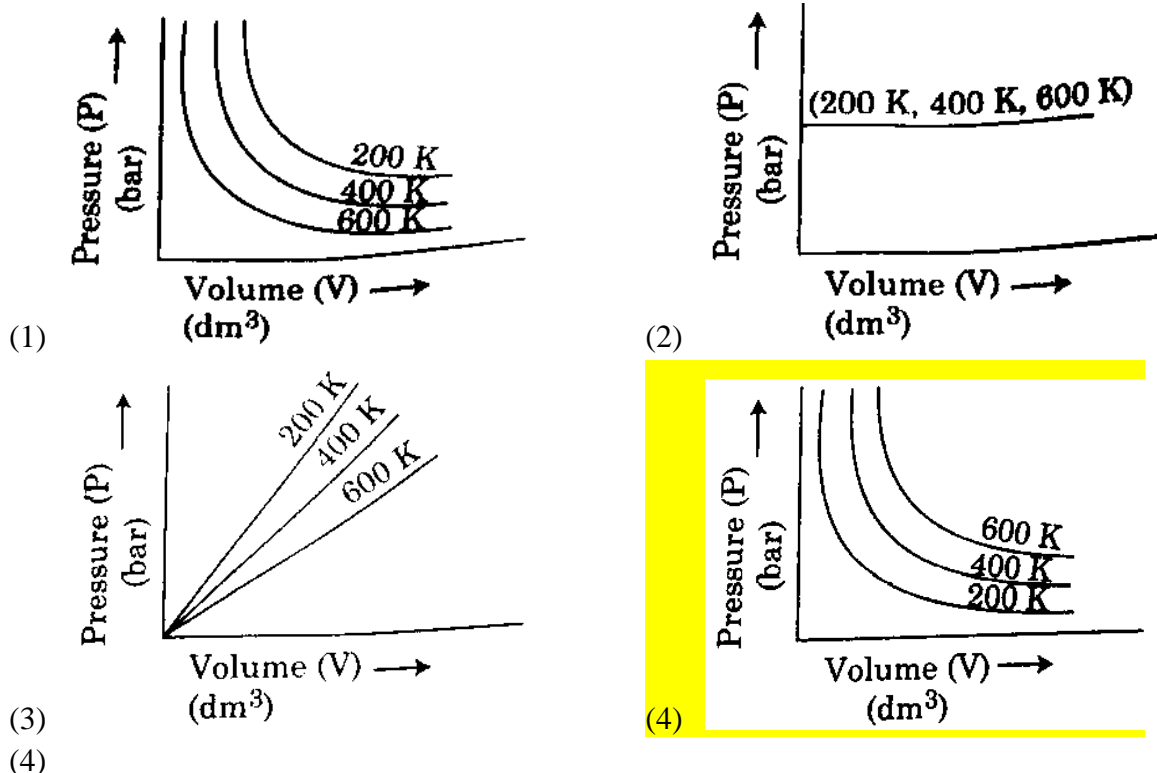 Pressure (P)
(bar)
200 K
400 K
600 K
Volume (V)
(dm³)
(1)
Pressure (P)
(bar)
(200 K, 400 K, 600 K)
Volume (V)
(dm³)
(2)
Pressure (P)
(bar)
200 K
400 K
600 K
Volume (V)
(dm³)
(3)
Pressure (P)
(bar)
600 K
400 K
200 K
Volume (V)
(dm³)
(4)
(4)